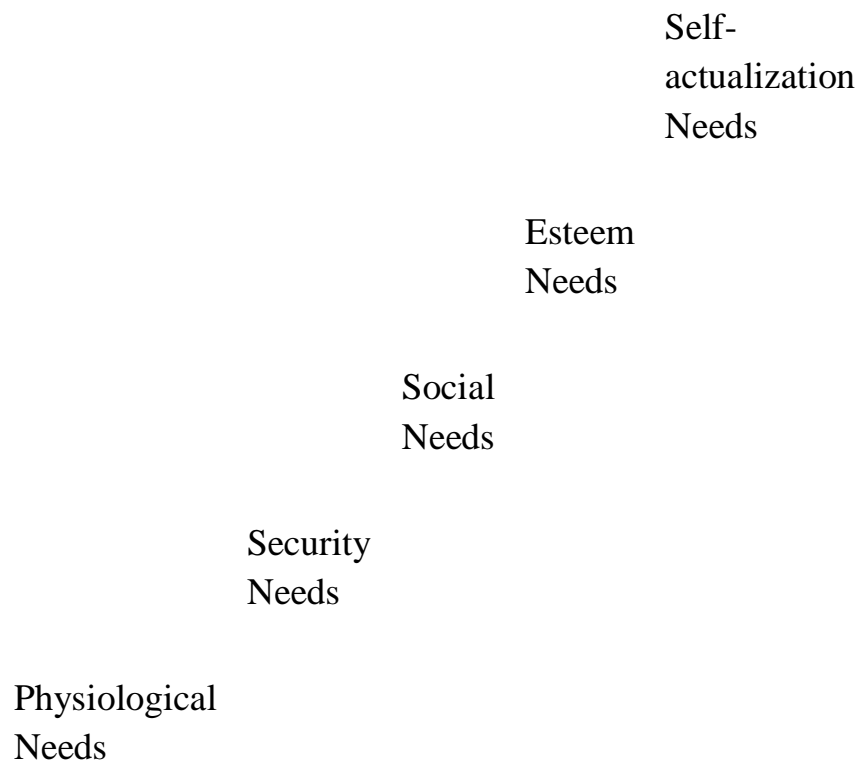 Self-
actualization
Needs
Esteem
Needs
Social
Needs
Security
Needs
Physiological
Needs